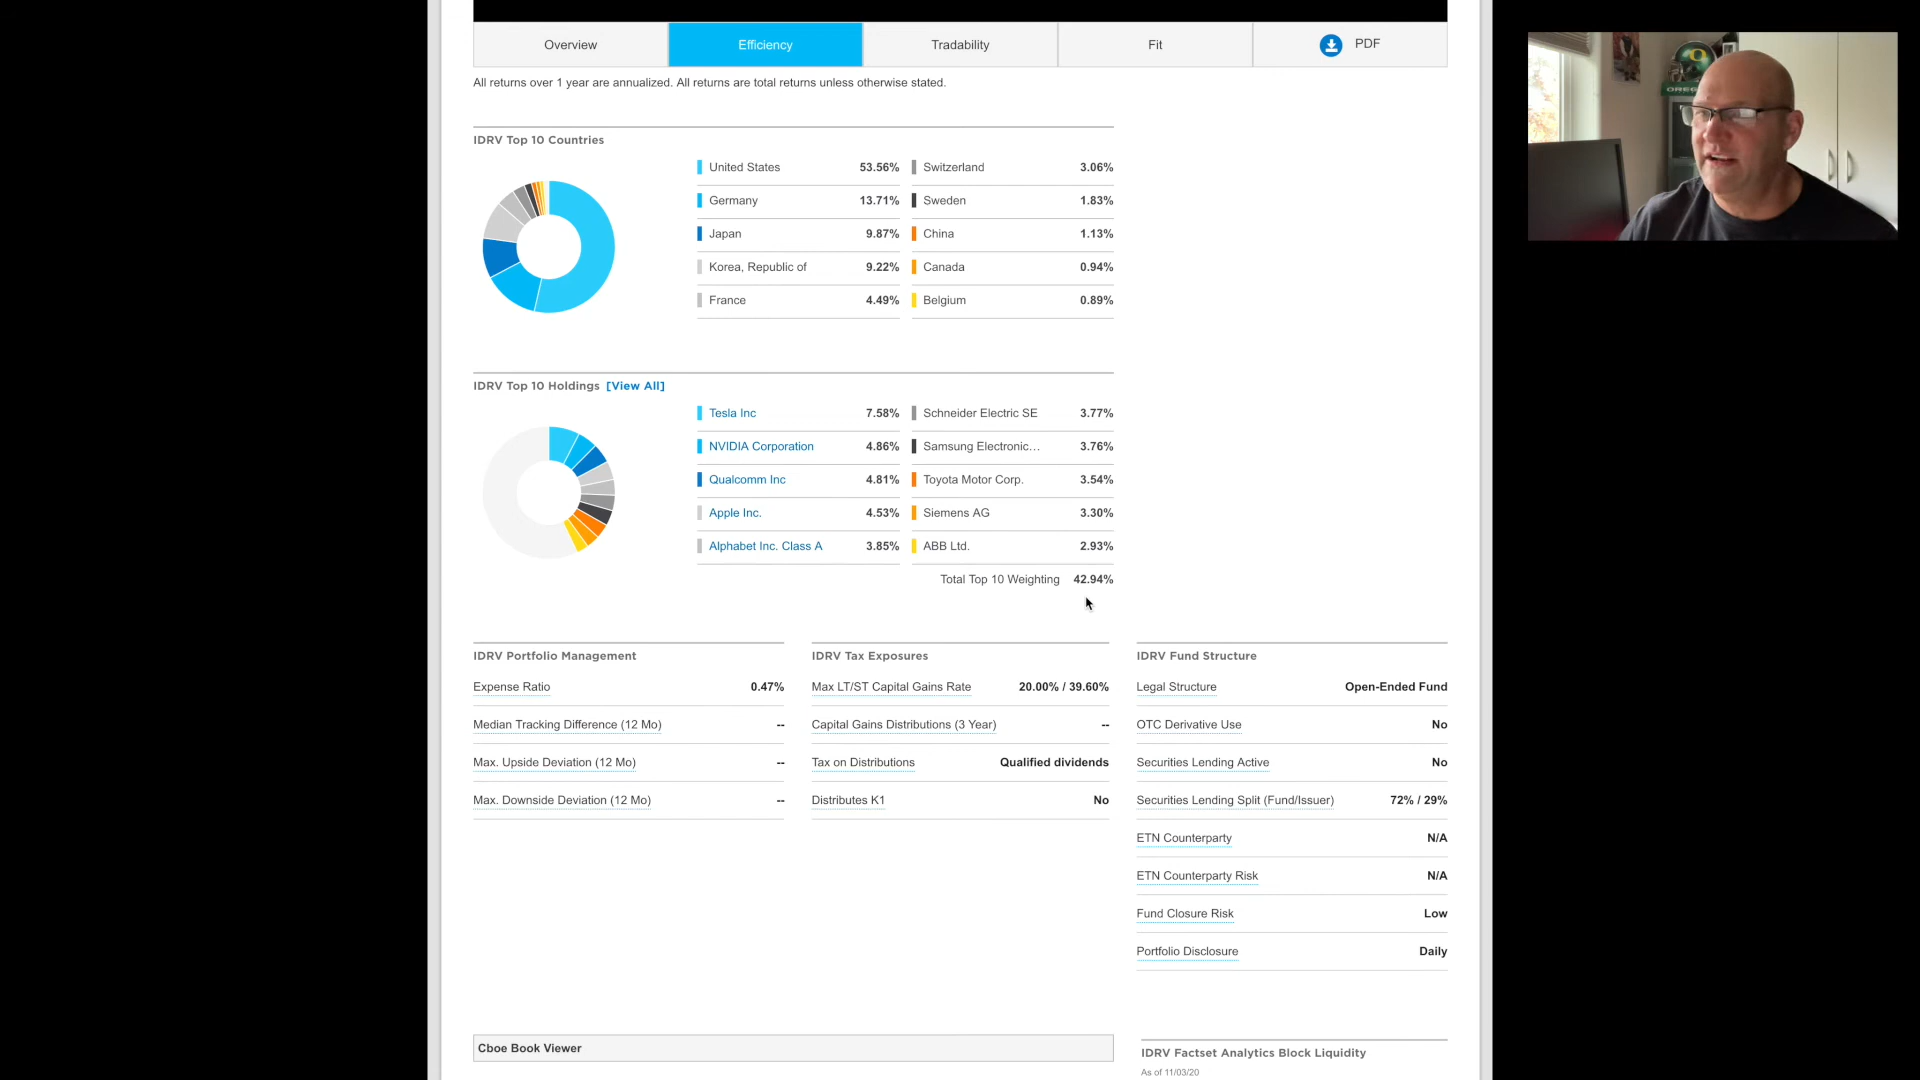 Overview Efficiency Tradability Fit PDF
All returns over 1 year are annualized. All returns are total returns unless otherwise stated.
IDRV Top 10 Countries
United States 53.56% Switzerland 3.06%
Germany 13.71% Sweden 1.83%
Japan 9.87% China 1.13%
Korea, Republic of 9.22% Canada 0.94%
France 4.49% Belgium 0.89%
IDRV Top 10 Holdings [View All]
Tesla Inc 7.58% Schneider Electric SE 3.77%
NVIDIA Corporation 4.86% Samsung Electronic... 3.76%
Qualcomm Inc 4.81% Toyota Motor Corp. 3.54%
Apple Inc. 4.53% Siemens AG 3.30%
Alphabet Inc. Class A 3.85% ABB Ltd. 2.93%
Total Top 10 Weighting 42.94%
IDRV Portfolio Management
Expense Ratio 0.47%
Median Tracking Difference (12 Mo) --
Max. Upside Deviation (12 Mo) --
Max. Downside Deviation (12 Mo) --
IDRV Tax Exposures
Max LT/ST Capital Gains Rate 20.00% / 39.60%
Capital Gains Distributions (3 Year) --
Tax on Distributions Qualified dividends
Distributes K1 No
IDRV Fund Structure
Legal Structure Open-Ended Fund
OTC Derivative Use No
Securities Lending Active No
Securities Lending Split (Fund/Issuer) 72% / 29%
ETN Counterparty N/A
ETN Counterparty Risk N/A
Fund Closure Risk Low
Portfolio Disclosure Daily
Cboe Book Viewer
IDRV Factset Analytics Block Liquidity
As of 11/03/20